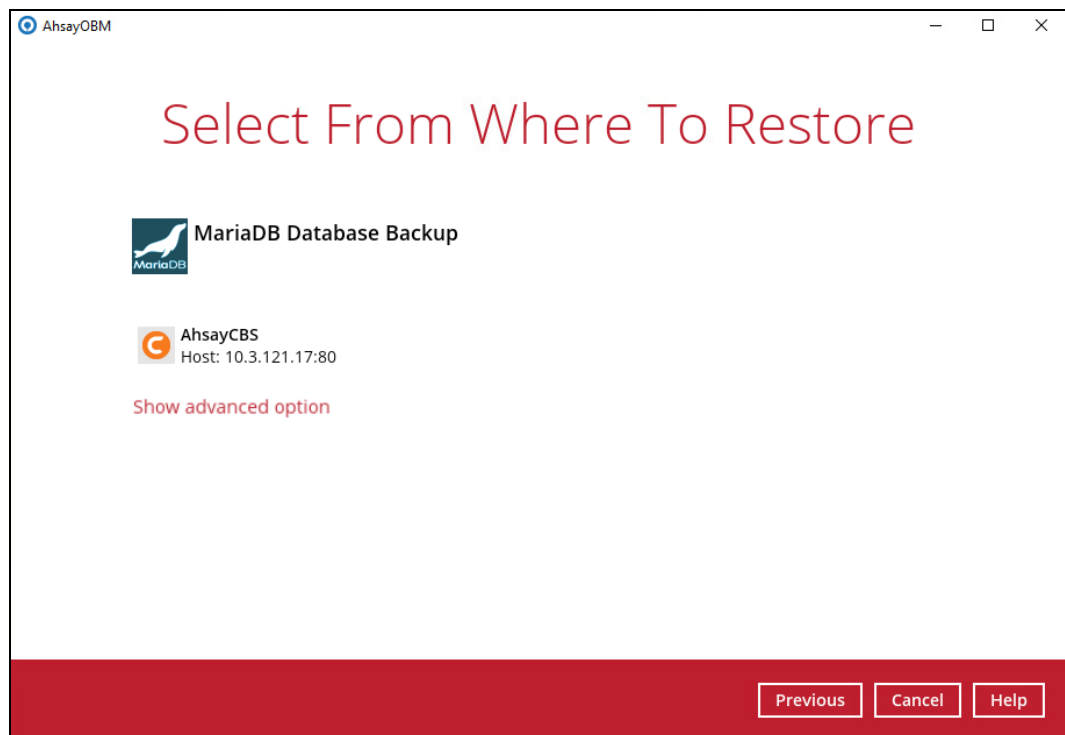 AhsayOBM
Select From Where To Restore
MariaDB Database Backup
MariaDB
AhsayCBS
Host: 10.3.121.17:80
Show advanced option
Previous Cancel Help